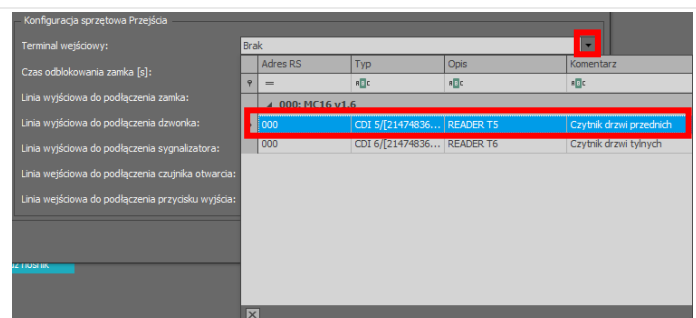 Konfiguracja sprzętowa Przejścia
Terminal wejściowy: Brak
Adres RS Typ Opis Komentarz
Czas odblokowania zamka [s]:
=
Linia wyjściowa do podłączenia zamka:
000: MC16 v1.6
Linia wyjściowa do podłączenia dzwonka:
000 CDI 5/[21474836... READER T5 Czytnik drzwi przednich
Linia wyjściowa do podłączenia sygnalizatora:
000 CDI 6/[21474836... READER T6 Czytnik drzwi tylnych
Linia wejściowa do podłączenia czujnika otwarcia:
Linia wejściowa do podłączenia przycisku wyjścia: